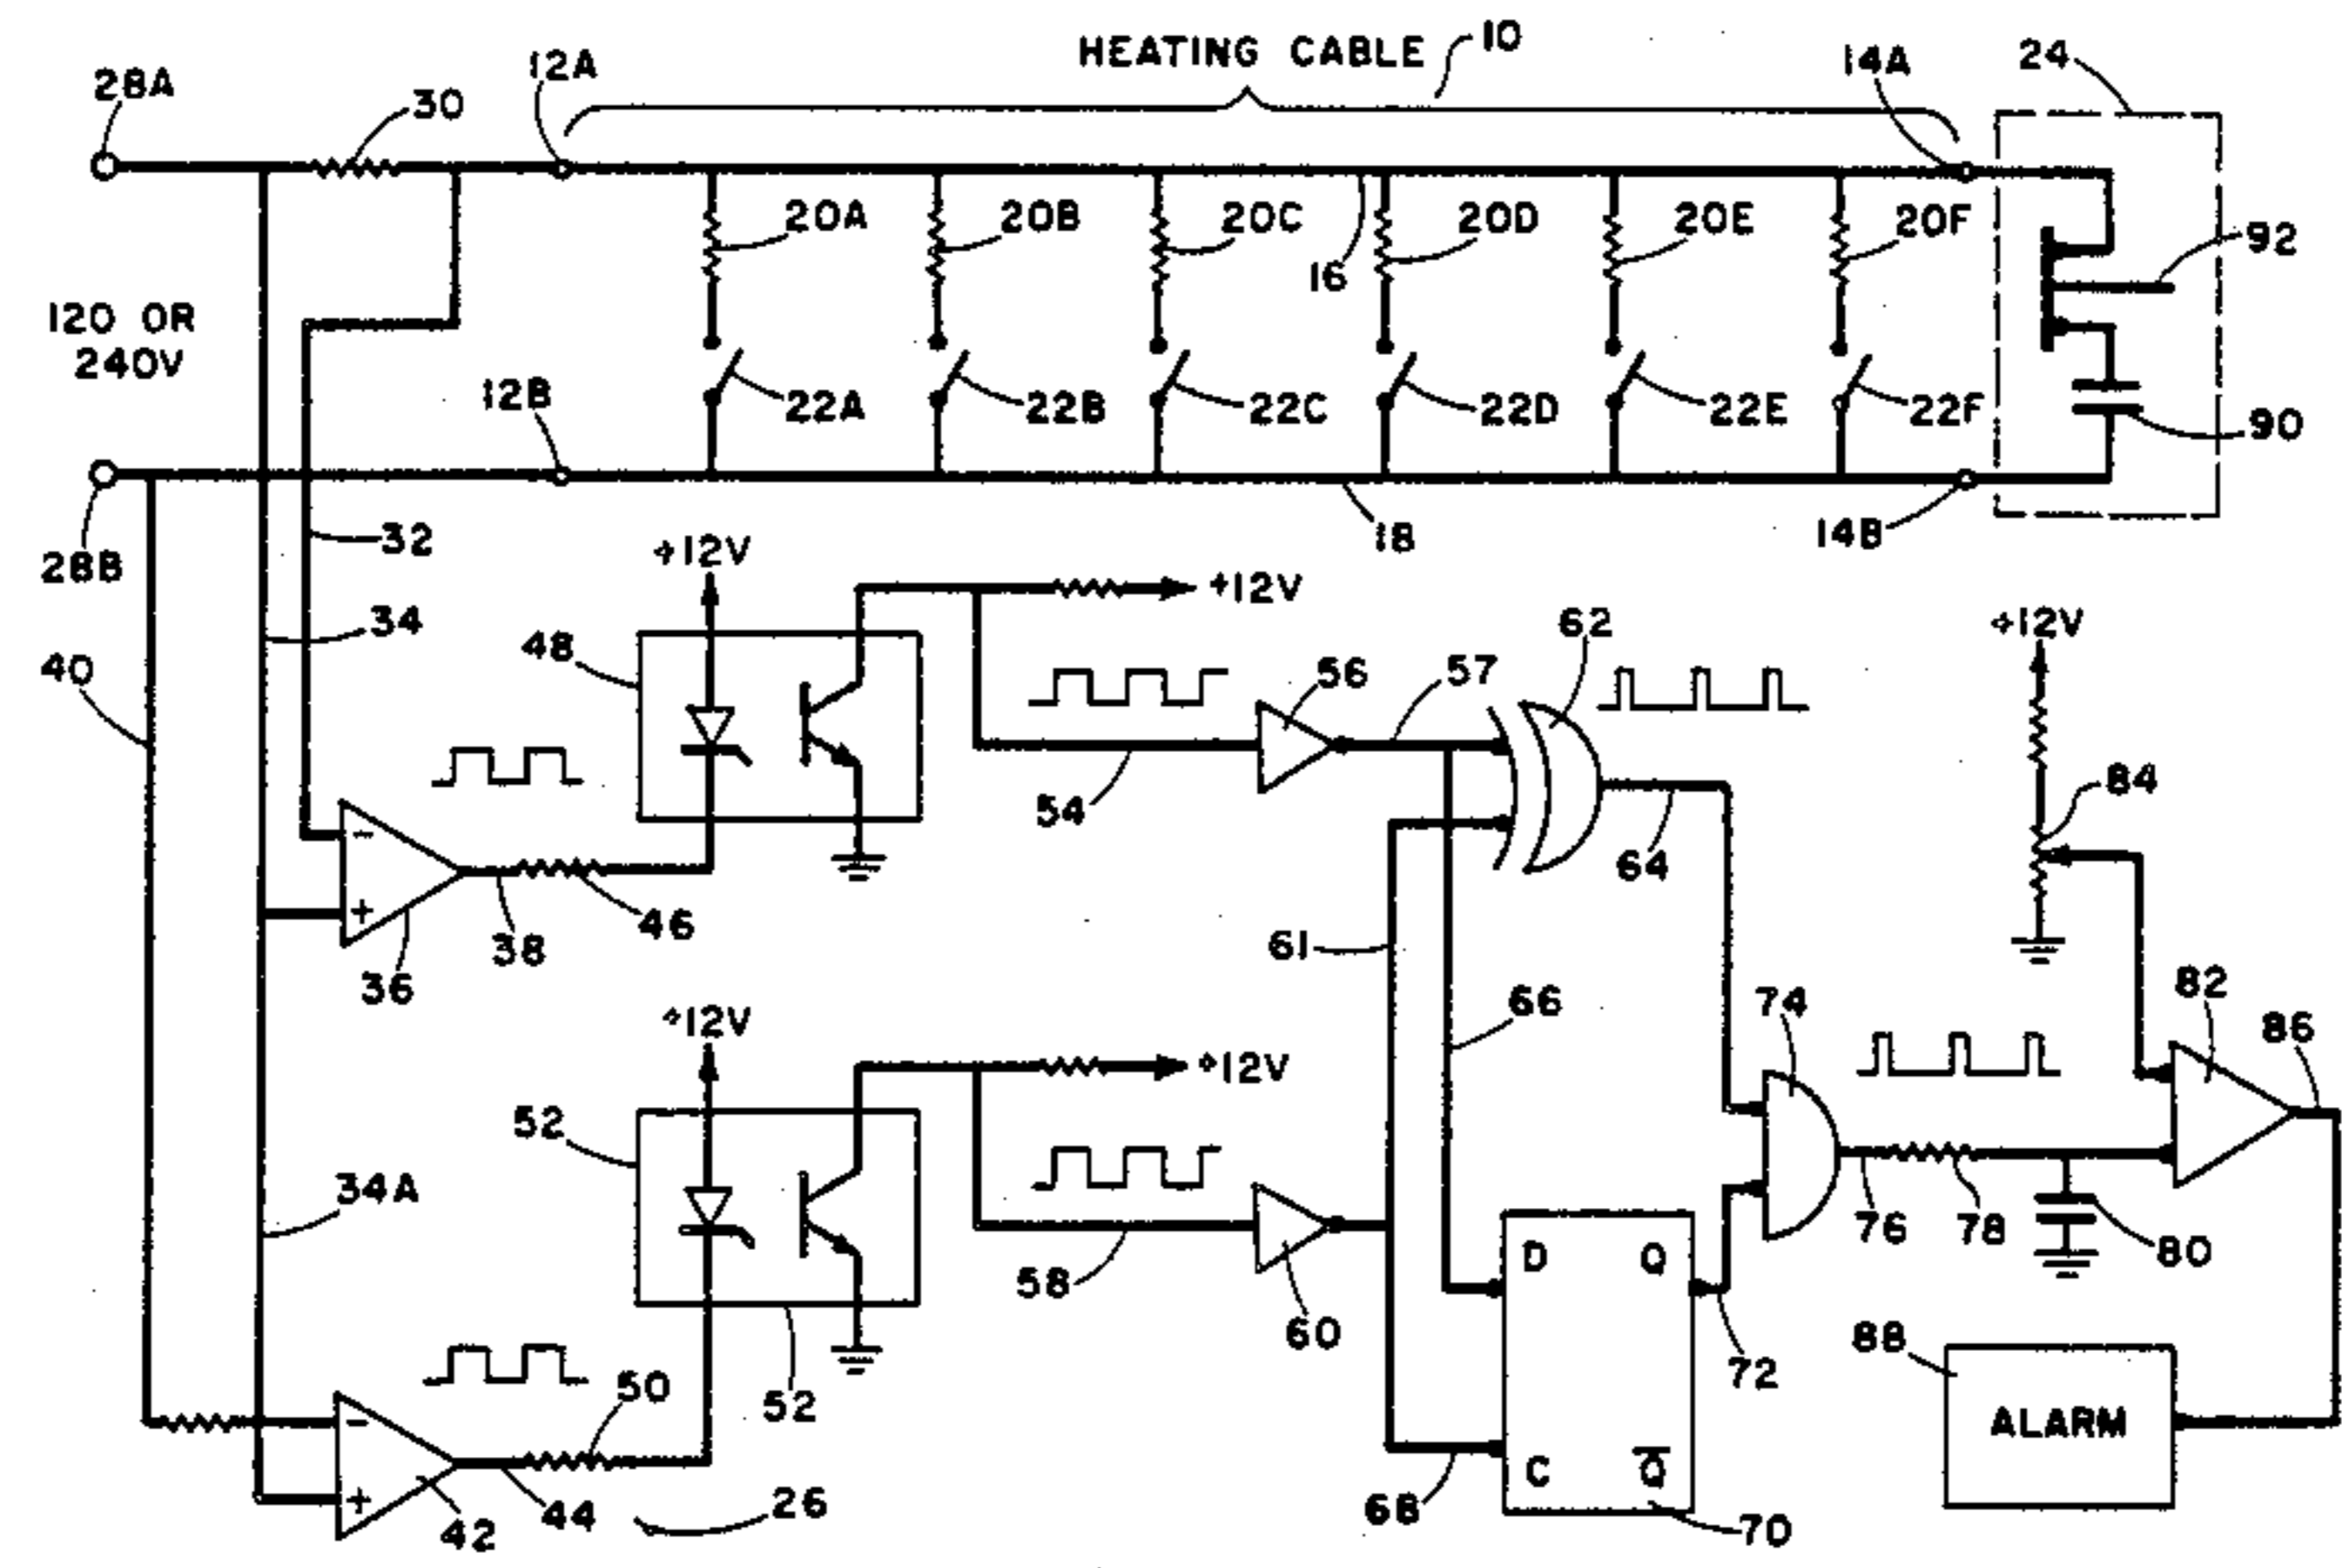 HEATING CABLE
10
28A
30
12A
14A
24
20A
20B
20C
20D
20E
20F
16
92
120 OR
240V
12B
22A
22B
22C
22D
22E
22F
90
28B
32
18
14B
+12V
+12V
34
40
48
56
57
62
+12V
84
54
64
-
+
36
38
46
61
66
74
82
86
+12V
+12V
52
34A
58
60
D
Q
C
Q̅
72
76
78
80
88
ALARM
50
52
-
+
42
44
26
68
70